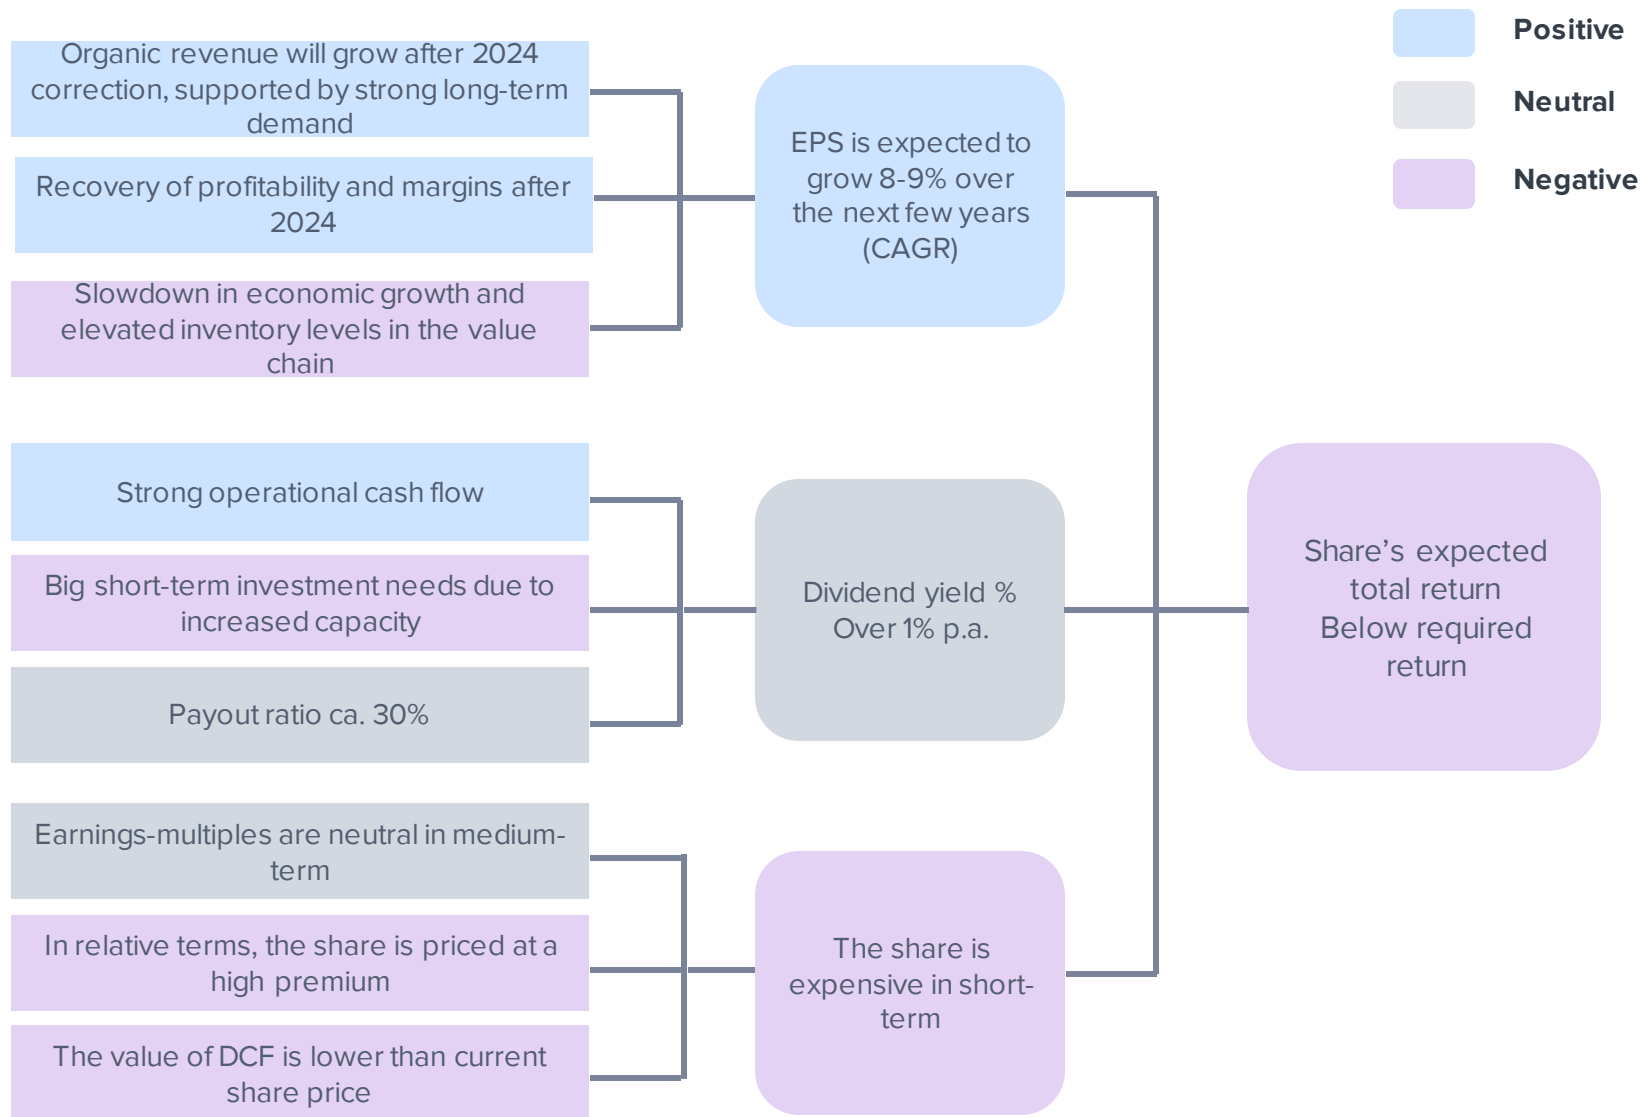 Organic revenue will grow after 2024
correction, supported by strong long-term
demand
Recovery of profitability and margins after
2024
Slowdown in economic growth and
elevated inventory levels in the value
chain
EPS is expected to
grow 8-9% over
the next few years
(CAGR)
Positive
Neutral
Negative
Strong operational cash flow
Big short-term investment needs due to
increased capacity
Payout ratio ca. 30%
Dividend yield %
Over 1% p.a.
Share’s expected
total return
Below required
return
Earnings-multiples are neutral in medium-
term
In relative terms, the share is priced at a
high premium
The value of DCF is lower than current
share price
The share is
expensive in short-
term